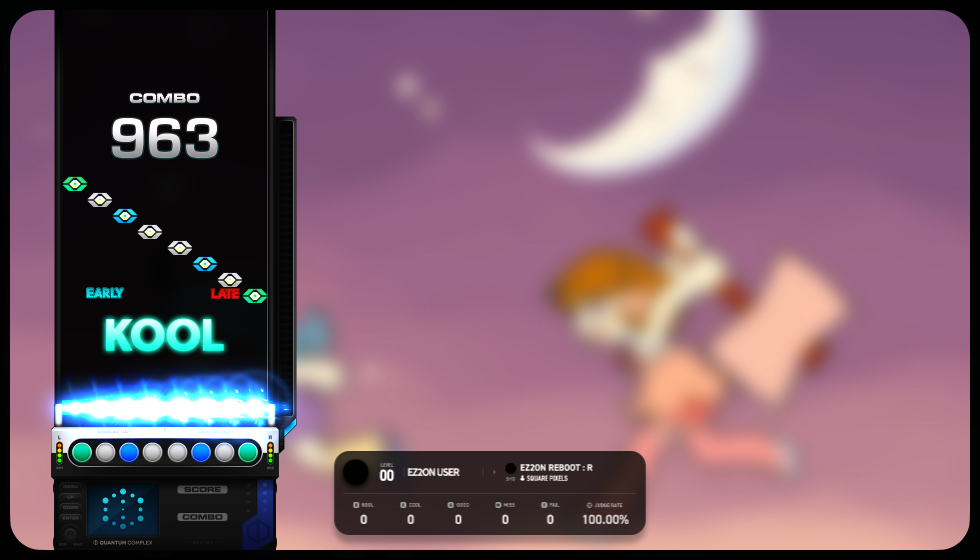 COMBO
963
EARLY
LATE
KOOL
L
R
SCORE
COMBO
QUANTUM COMPLEX
LEVEL
00
EZ2ON USER
EZ2ON REBOOT : R
SQUARE PIXELS
KOOL
COOL
GOOD
MISS
FAIL
JUDGE RATE
0
0
0
0
0
100.00%